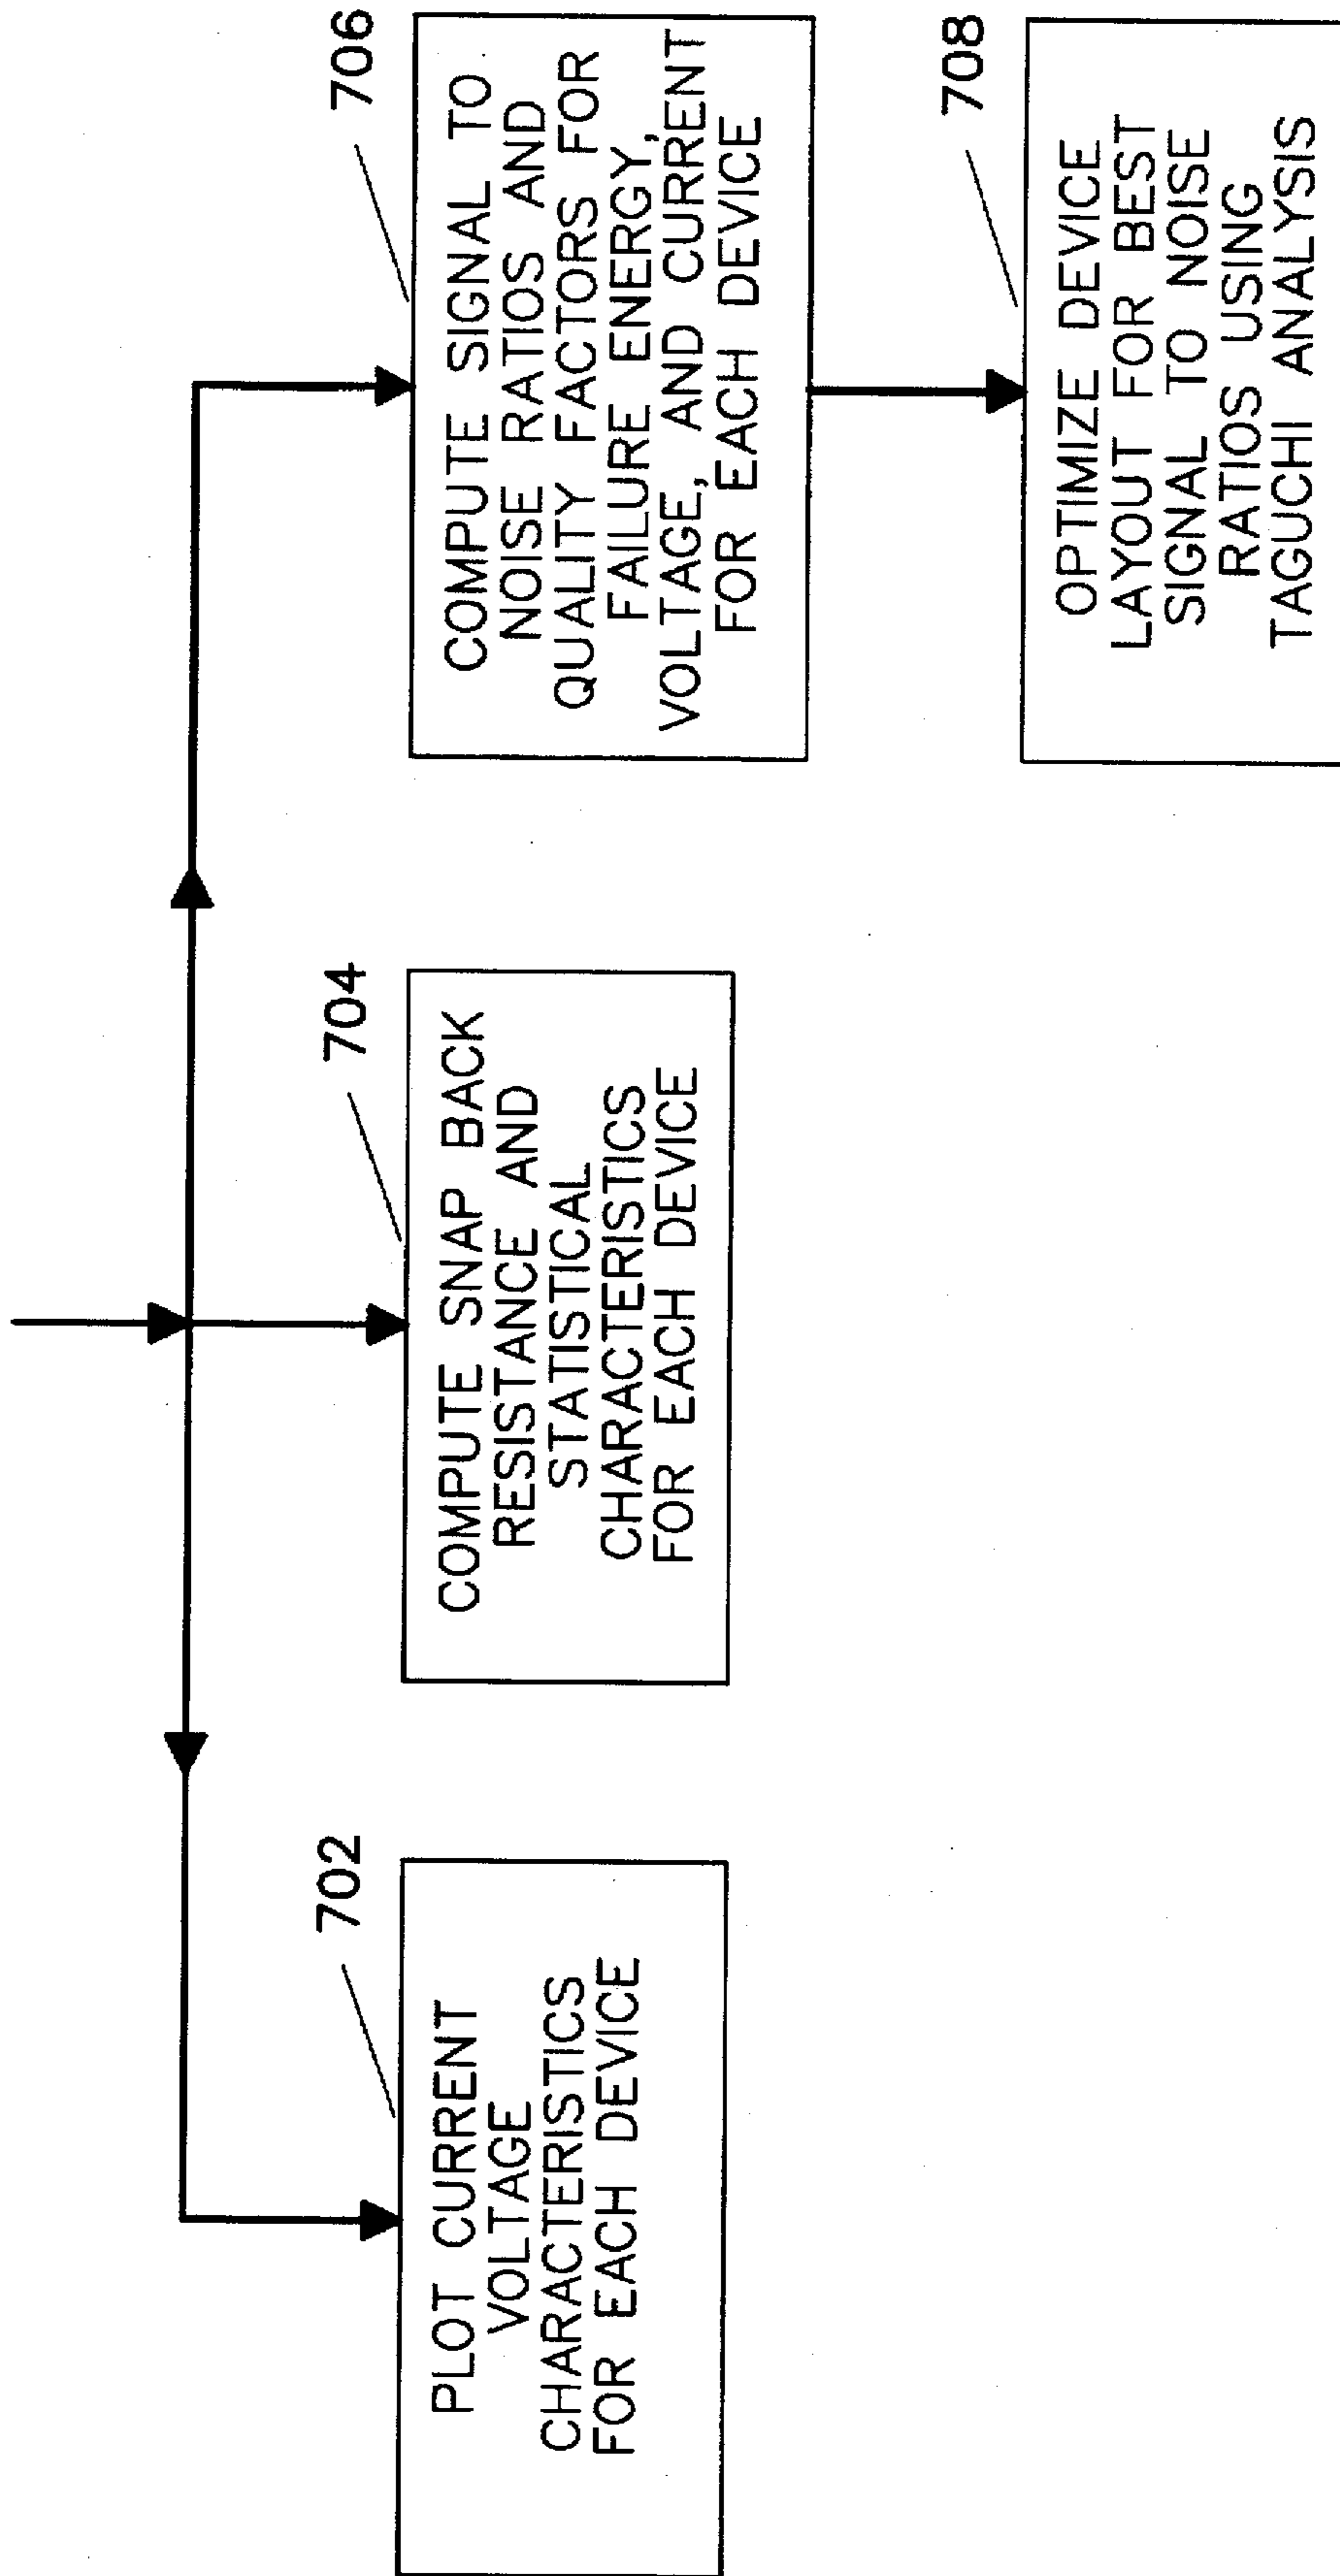 702
PLOT CURRENT
VOLTAGE
CHARACTERISTICS
FOR EACH DEVICE
704
COMPUTE SNAP BACK
RESISTANCE AND
STATISTICAL
CHARACTERISTICS
FOR EACH DEVICE
706
COMPUTE SIGNAL TO
NOISE RATIOS AND
QUALITY FACTORS FOR
FAILURE ENERGY,
VOLTAGE, AND CURRENT
FOR EACH DEVICE
708
OPTIMIZE DEVICE
LAYOUT FOR BEST
SIGNAL TO NOISE
RATIOS USING
TAGUCHI ANALYSIS